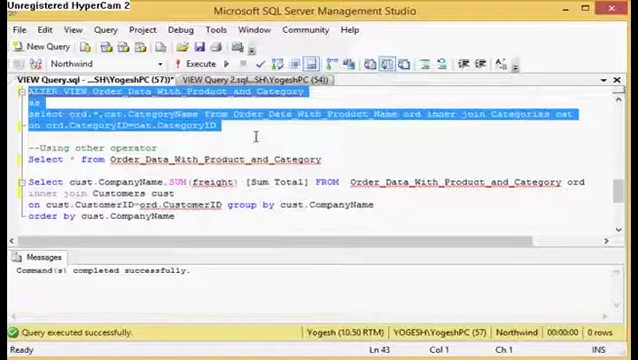 Unregistered HyperCam 2
Microsoft SQL Server Management Studio
File Edit View Query Project Debug Tools Window Community Help
New Query
Northwind Execute
VIEW Query.sql -...SH\YogeshPC (57))* VIEW Query 2.sql...SH\YogeshPC (54))
ALTER VIEW Order_Data_With_Product_and_Category
as
select ord.*,cat.CategoryName from Order_Data_With_Product_Name ord inner join Categories cat
on ord.CategoryID=cat.CategoryID
--Using other operator
Select * from Order_Data_With_Product_and_Category
Select cust.CompanyName,SUM(freight) [Sum Total] FROM Order_Data_With_Product_and_Category ord
inner join Customers cust
on cust.CustomerID=ord.CustomerID group by cust.CompanyName
order by cust.CompanyName
Messages
Command(s) completed successfully.
Query executed successfully. Yogesh (10.50 RTM) YOGESH\YogeshPC (57) Northwind 00:00:00 0 rows
Ready Ln 43 Col 1 Ch 1 INS